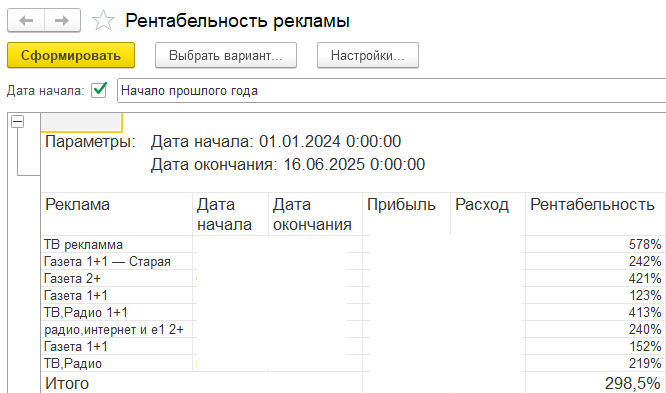 Рентабельность рекламы
Сформировать Выбрать вариант... Настройки...
Дата начала: Начало прошлого года
Параметры: Дата начала: 01.01.2024 0:00:00
Дата окончания: 16.06.2025 0:00:00
Реклама Дата начала Дата окончания Прибыль Расход Рентабельность
ТВ рекламма 578%
Газета 1+1 — Старая 242%
Газета 2+ 421%
Газета 1+1 123%
ТВ,Радио 1+1 413%
радио,интернет и е1 2+ 240%
Газета 1+1 152%
ТВ,Радио 219%
Итого 298,5%